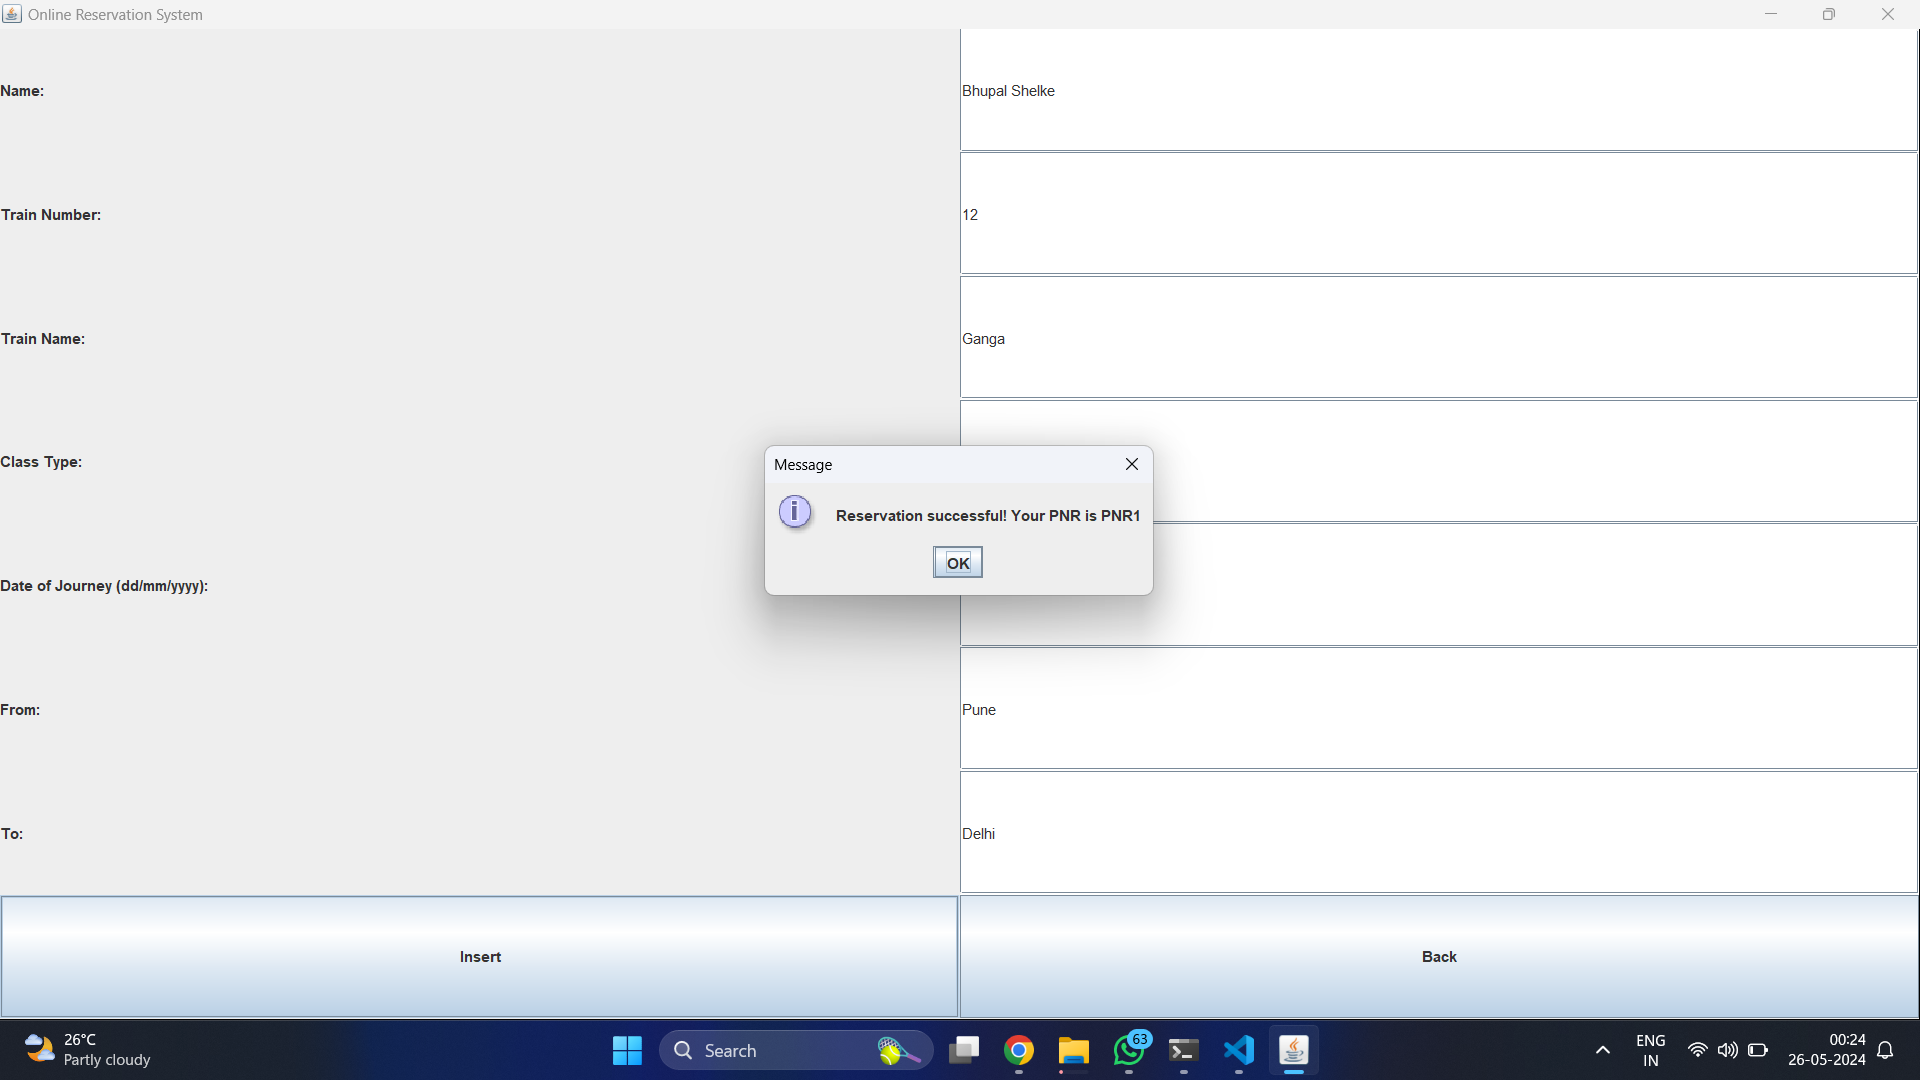 Online Reservation System
Name:
Bhupal Shelke
Train Number:
12
Train Name:
Ganga
Class Type:
Message
Reservation successful! Your PNR is PNR1
OK
Date of Journey (dd/mm/yyyy):
From:
Pune
To:
Delhi
Insert
Back
26°C
Partly cloudy
Search
63
ENG
IN
00:24
26-05-2024